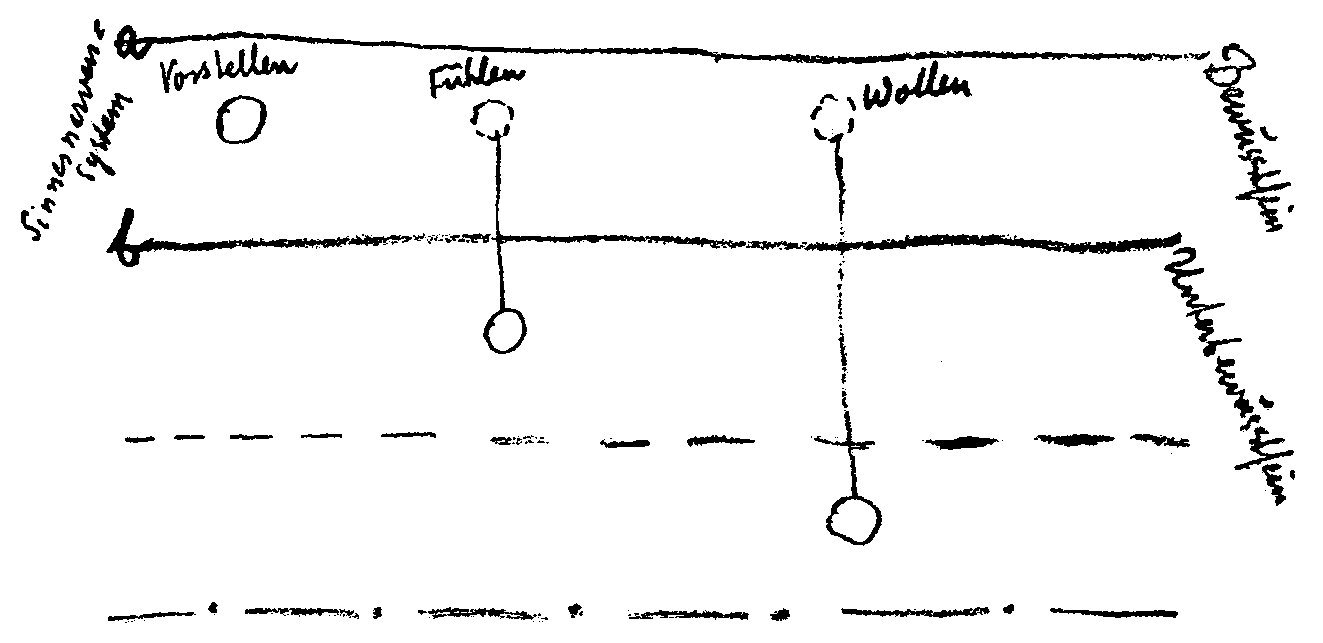 Sinnesnerven-
system
a
Vorstellen
Fühlen
Wollen
Bewusstsein
b
Unterbewusstsein